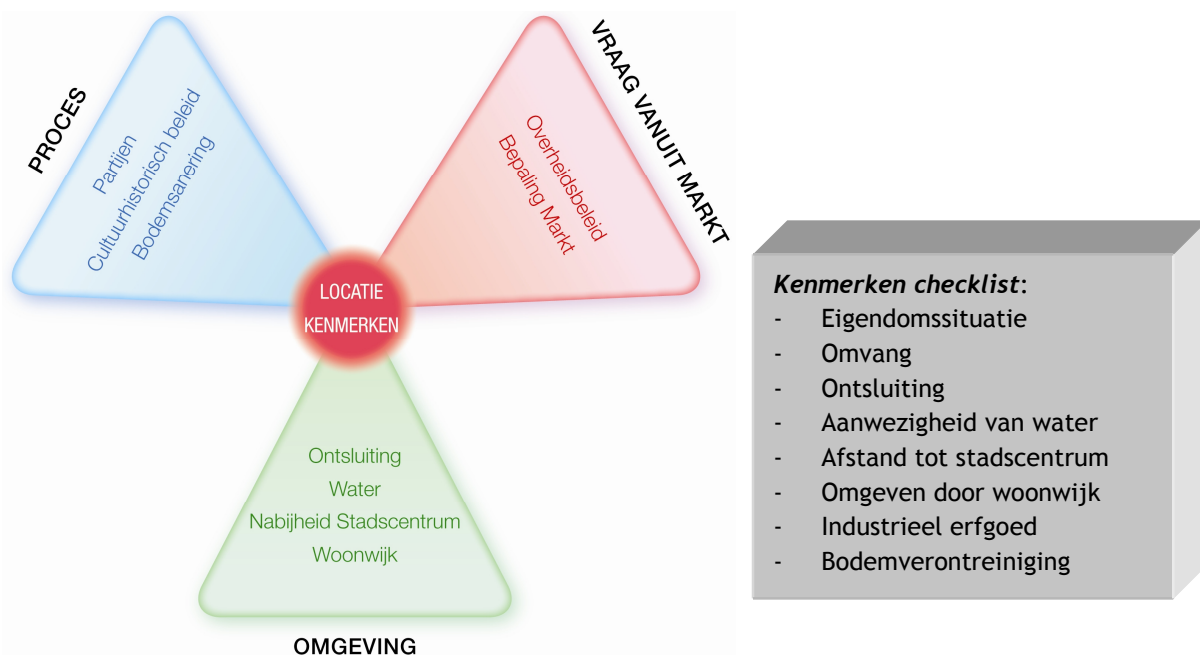 PROCES
Partijen
Cultuurhistorisch beleid
Bodemsanering
VRAAG VANUIT MARKT
Overheidsbeleid
Bepaling Markt
LOCATIE
KENMERKEN
Ontsluiting
Water
Nabijheid Stadscentrum
Woonwijk
OMGEVING
Kenmerken checklist:
- Eigendomssituatie
- Omvang
- Ontsluiting
- Aanwezigheid van water
- Afstand tot stadscentrum
- Omgeven door woonwijk
- Industrieel erfgoed
- Bodemverontreiniging